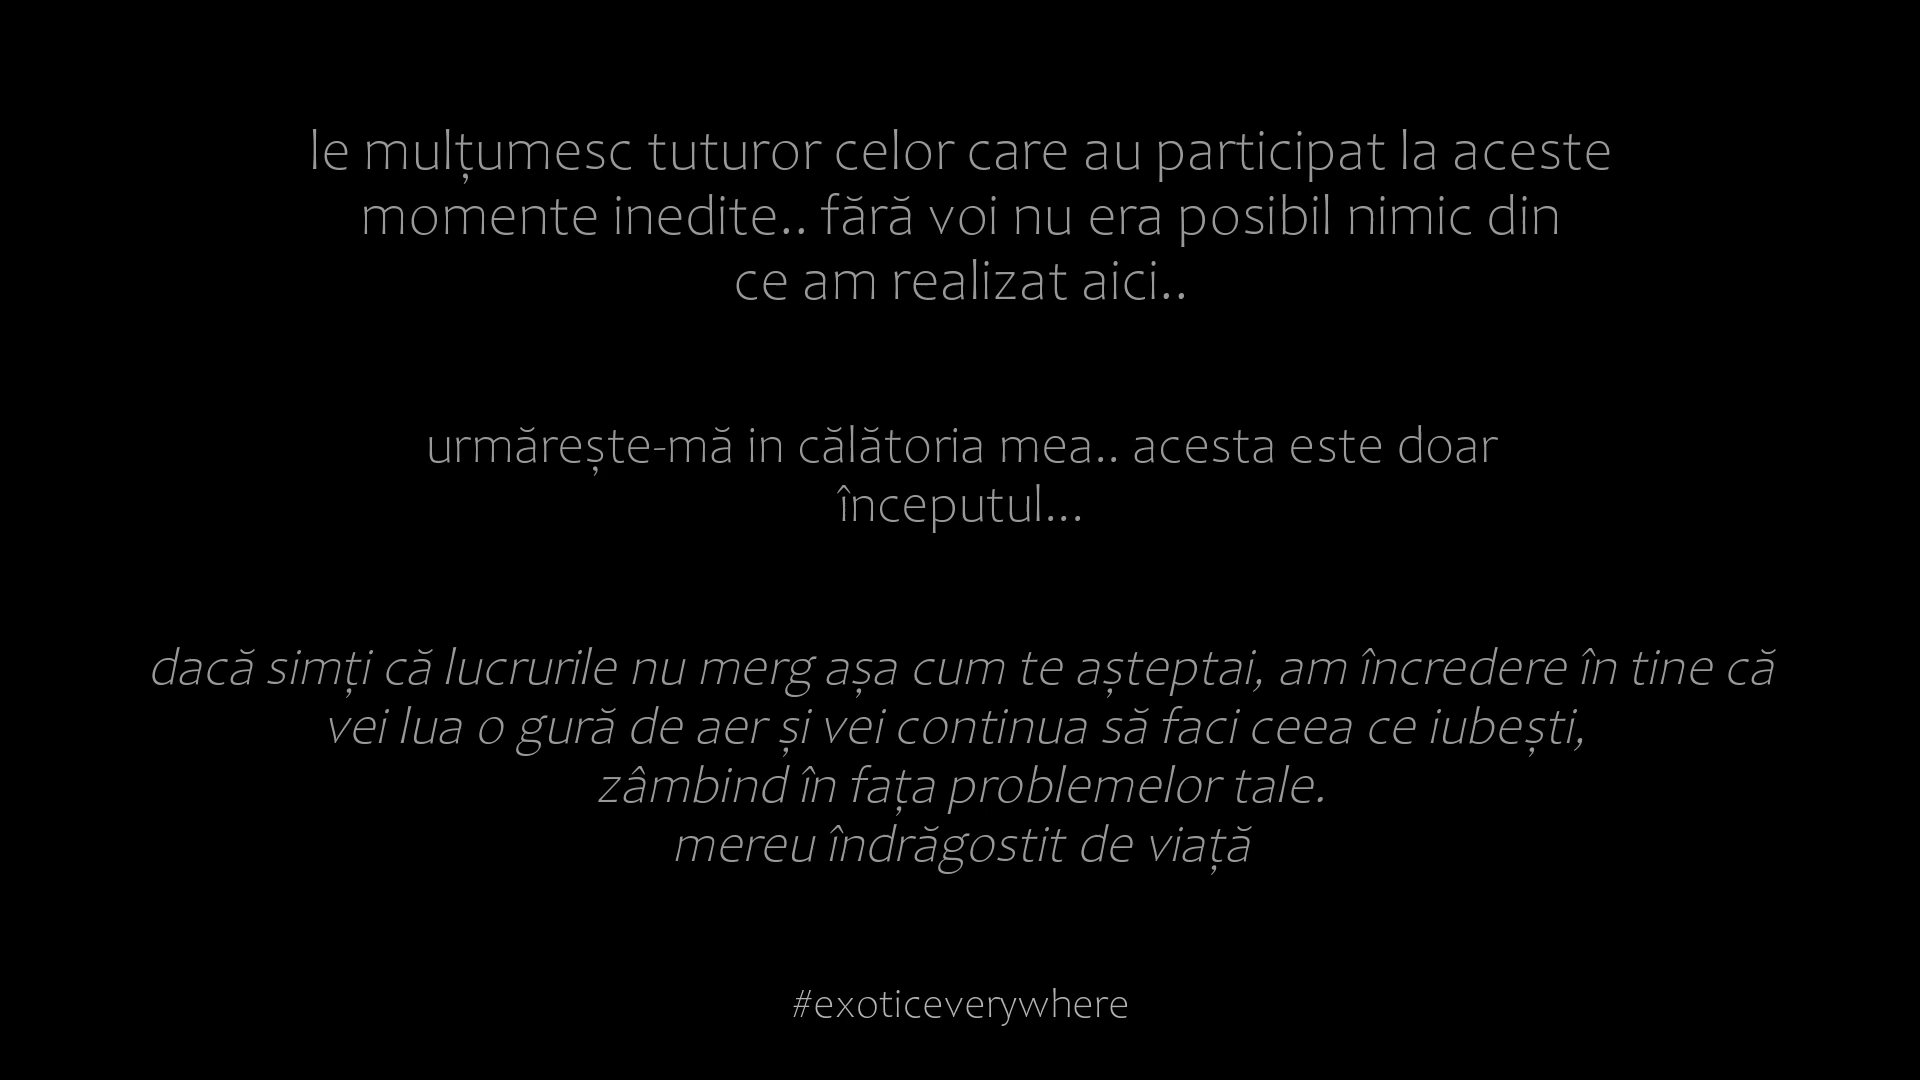 le mulțumesc tuturor celor care au participat la aceste
momente inedite.. fără voi nu era posibil nimic din
ce am realizat aici..
urmărește-mă in călătoria mea.. acesta este doar
începutul...
dacă simți că lucrurile nu merg așa cum te așteptai, am încredere în tine că
vei lua o gură de aer și vei continua să faci ceea ce iubești,
zâmbind în fața problemelor tale.
mereu îndrăgostit de viață
#exoticeverywhere